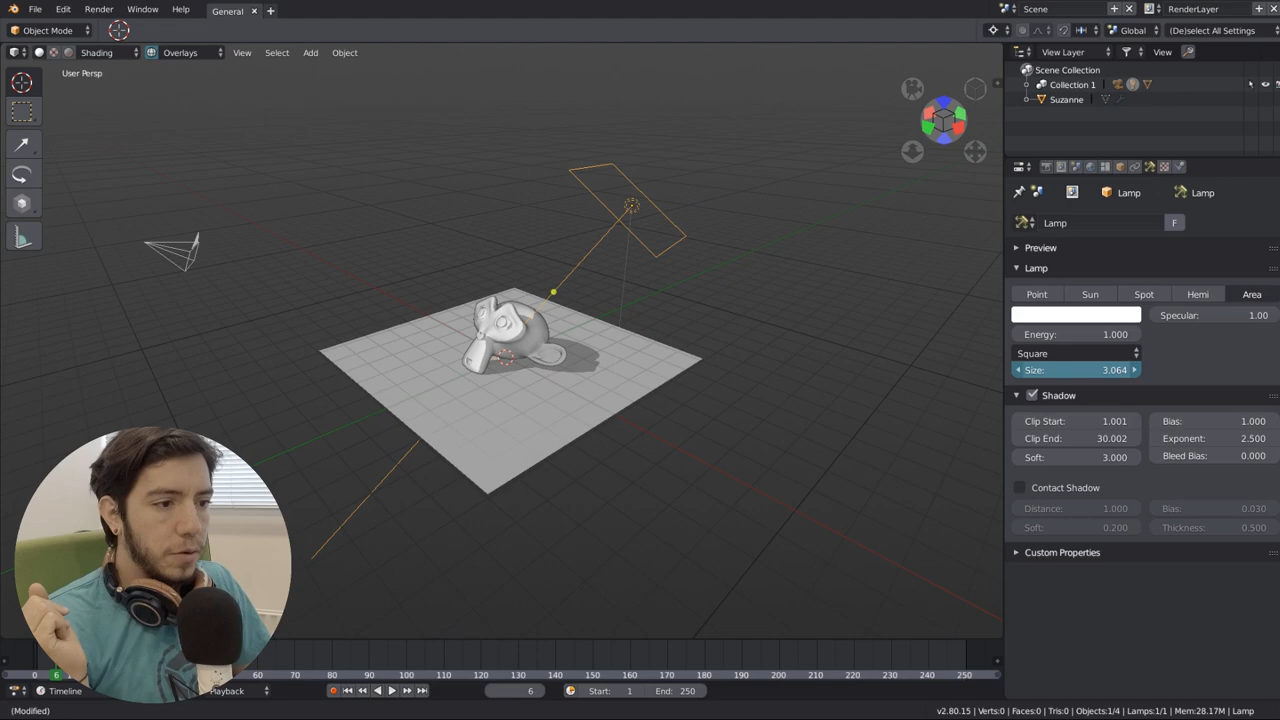 File Edit Render Window Help General Scene RenderLayer
Object Mode Global (De)select All Settings
Shading Overlays View Select Add Object View Layer View
User Persp
Scene Collection
Collection 1
Suzanne
Lamp Lamp
Lamp F
Preview
Lamp
Point Sun Spot Hemi Area
Specular: 1.00
Energy: 1.000
Square
Size: 3.064
Shadow
Clip Start: 1.001 Bias: 1.000
Clip End: 30.002 Exponent: 2.500
Soft: 3.000 Bleed Bias: 0.000
Contact Shadow
Distance: 1.000 Bias: 0.030
Soft: 0.200 Thickness: 0.500
Custom Properties
0 6 70 80 90 100 110 120 130 140 150 160 170 180 190 200 210 220 230 240 250
Timeline Playback 6 Start: 1 End: 250
(Modified) v2.80.15 | Verts:0 | Faces:0 | Tris:0 | Objects:1/4 | Lamps:1/1 | Mem:28.17M | Lamp